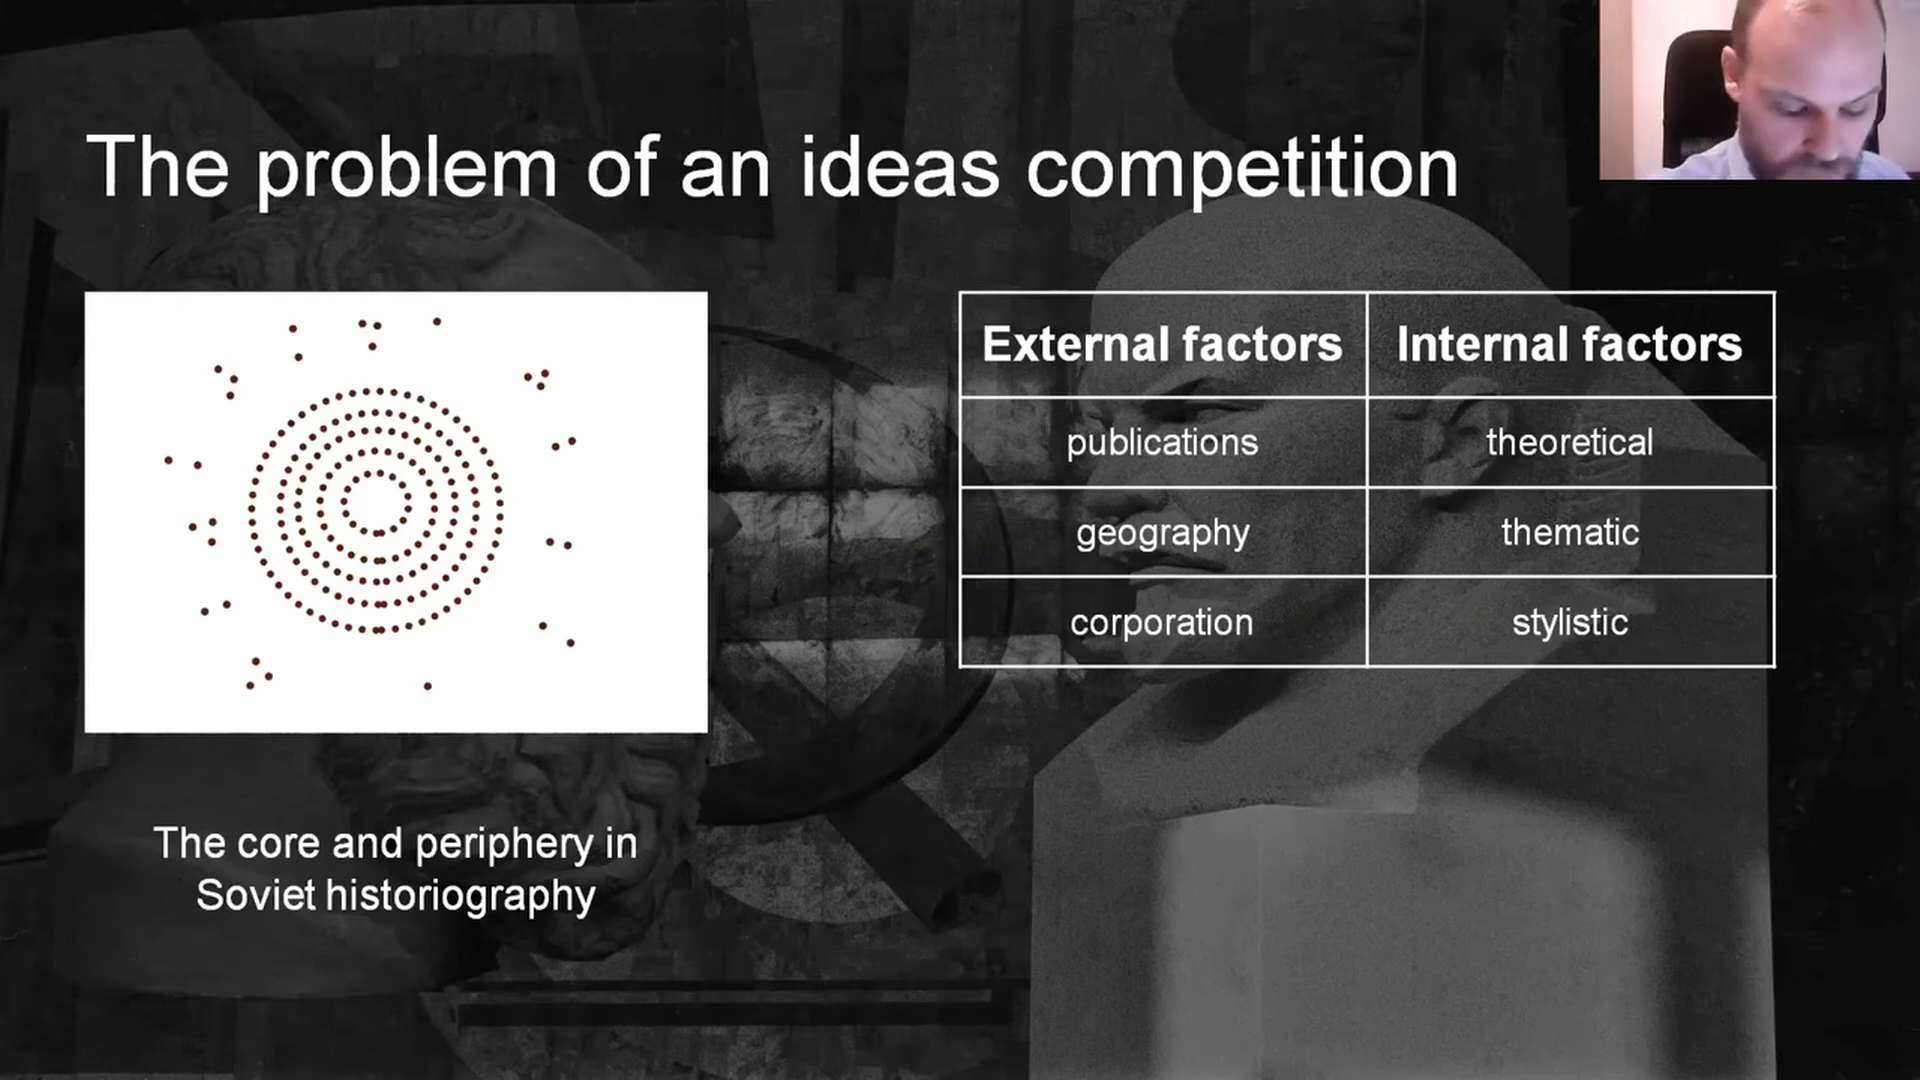 The problem of an ideas competition
External factors
Internal factors
publications
theoretical
geography
thematic
corporation
stylistic
The core and periphery in
Soviet historiography